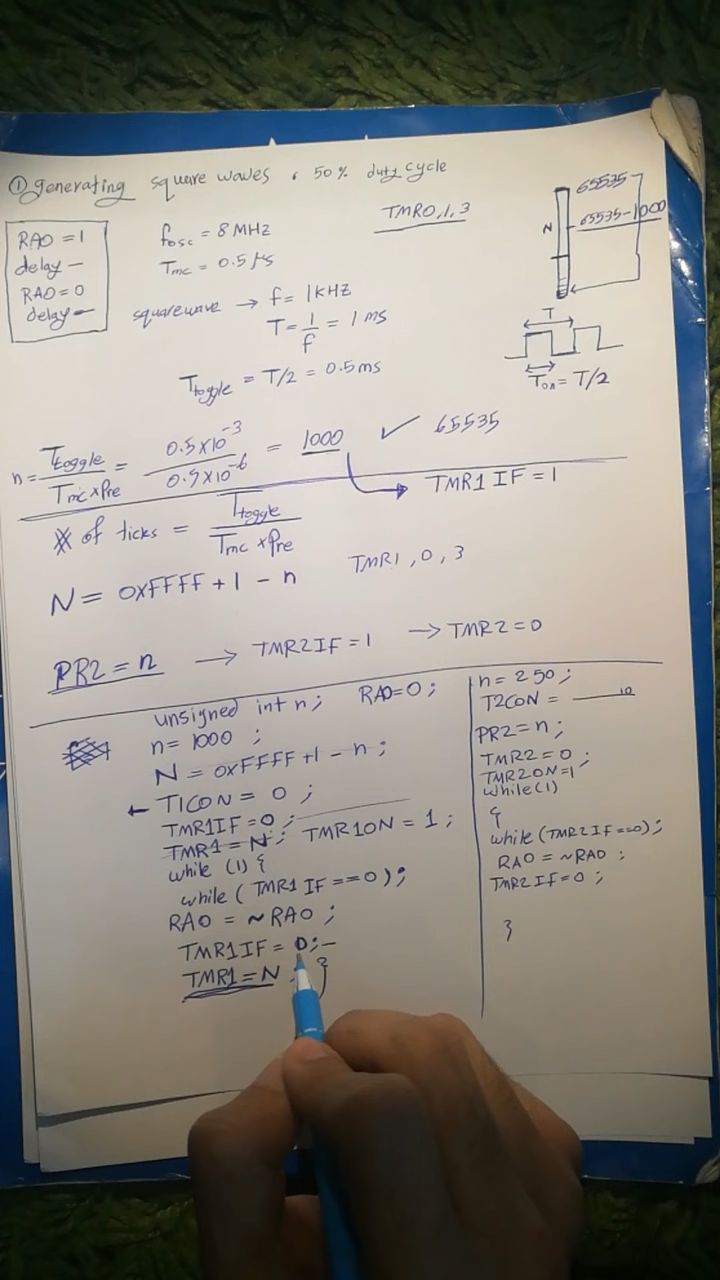 ① generating square waves, 50% duty cycle
RA0 = 1
delay —
RA0 = 0
delay —
fosc = 8 MHz
Tmc = 0.5 μs
TMR0,1,3
65535
65535-1000
N
squarewave → f = 1KHz
T = 1/f = 1 ms
T
Ton = T/2
Ttoggle = T/2 = 0.5ms
n = Ttoggle / Tmc × Pre = 0.5×10^-3 / 0.5×10^-6 = 1000 ✓ 65535
TMR1 IF = 1
# of ticks = Ttoggle / Tmc × Pre
N = 0XFFFF + 1 - n
TMR1, 0, 3
PR2 = n → TMR2IF = 1 → TMR2 = 0
unsigned int n; RA0=0;
n = 1000 ;
N = 0xFFFF + 1 - n;
← T1CON = 0 ;
TMR1IF = 0;
TMR1 = N; TMR1ON = 1;
while (1) {
while ( TMR1 IF == 0 );
RA0 = ~ RA0 ;
TMR1IF = 0; —
TMR1 = N ; }
n = 250 ;
T2CON =
PR2 = n;
TMR2 = 0 ;
TMR2ON=1;
while(1)
{
while (TMR2IF==0);
RA0 = ~RA0 ;
TMR2IF = 0 ;
}